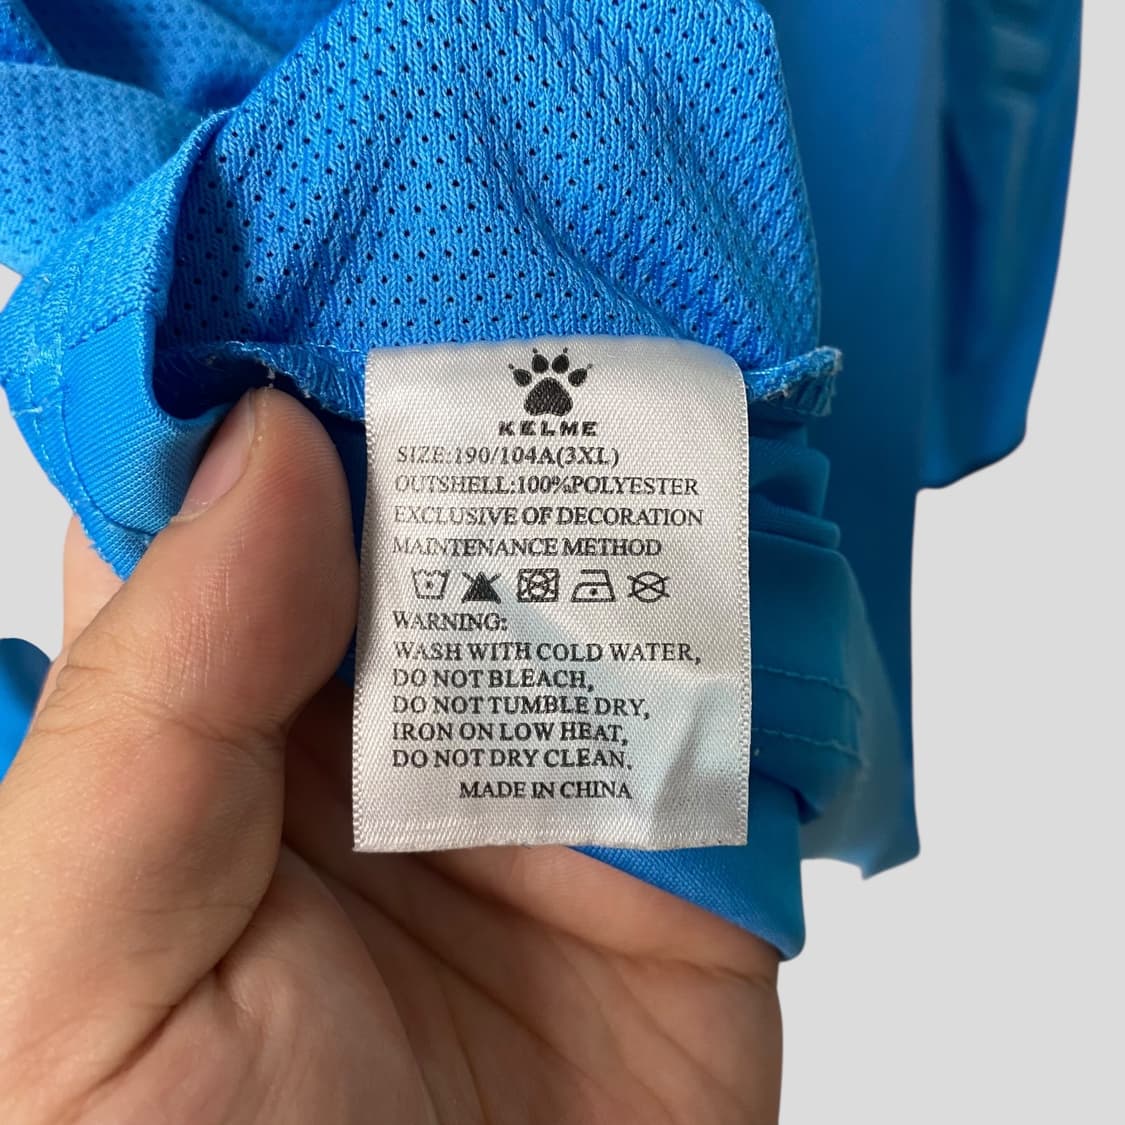 KELME
SIZE:190/104A(3XL)
OUTSHELL:100%POLYESTER
EXCLUSIVE OF DECORATION
MAINTENANCE METHOD
WARNING:
WASH WITH COLD WATER,
DO NOT BLEACH,
DO NOT TUMBLE DRY,
IRON ON LOW HEAT,
DO NOT DRY CLEAN.
MADE IN CHINA